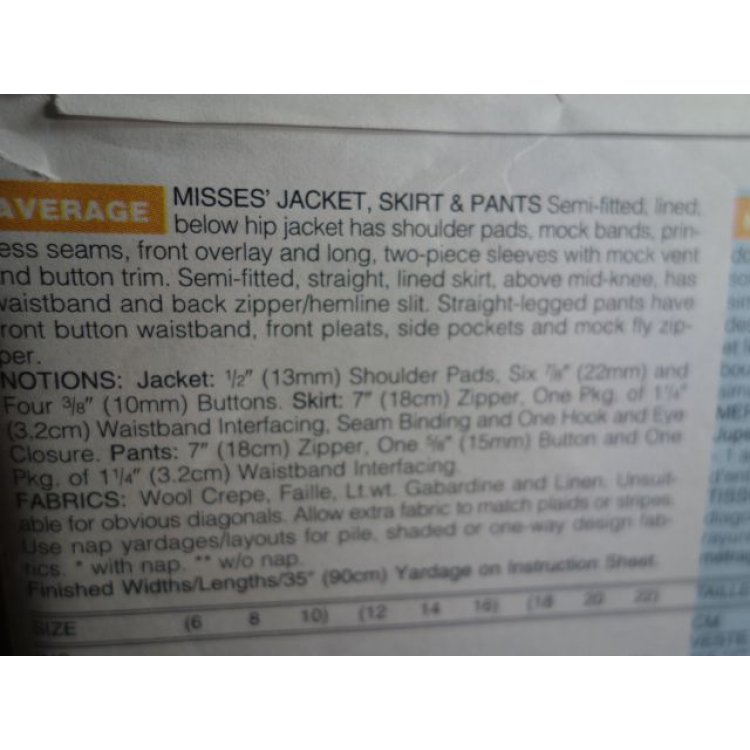 AVERAGE
MISSES' JACKET, SKIRT & PANTS Semi-fitted, lined,
below hip jacket has shoulder pads, mock bands, prin-
ess seams, front overlay and long, two-piece sleeves with mock vent
nd button trim. Semi-fitted, straight, lined skirt, above mid-knee, has
waistband and back zipper/hemline slit. Straight-legged pants have
ront button waistband, front pleats, side pockets and mock fly zip-
per.
NOTIONS: Jacket: 1/2" (13mm) Shoulder Pads, Six 7/8" (22mm) and
Four 3/8" (10mm) Buttons. Skirt: 7" (18cm) Zipper, One Pkg. of 1 1/4"
(3.2cm) Waistband Interfacing, Seam Binding and One Hook and Eye
Closure. Pants: 7" (18cm) Zipper, One 5/8" (15mm) Button and One
Pkg. of 1 1/4" (3.2cm) Waistband Interfacing.
FABRICS: Wool Crepe, Faille, Lt.wt. Gabardine and Linen. Unsuit-
able for obvious diagonals. Allow extra fabric to match plaids or stripes.
Use nap yardages/layouts for pile, shaded or one-way design fab-
rics. * with nap. ** w/o nap.
Finished Widths/Lengths/35" (90cm) Yardage on Instruction Sheet.
SIZE (6 8 10) (12 14 16) (18 20 22)
TAILLE
CM
VESTE